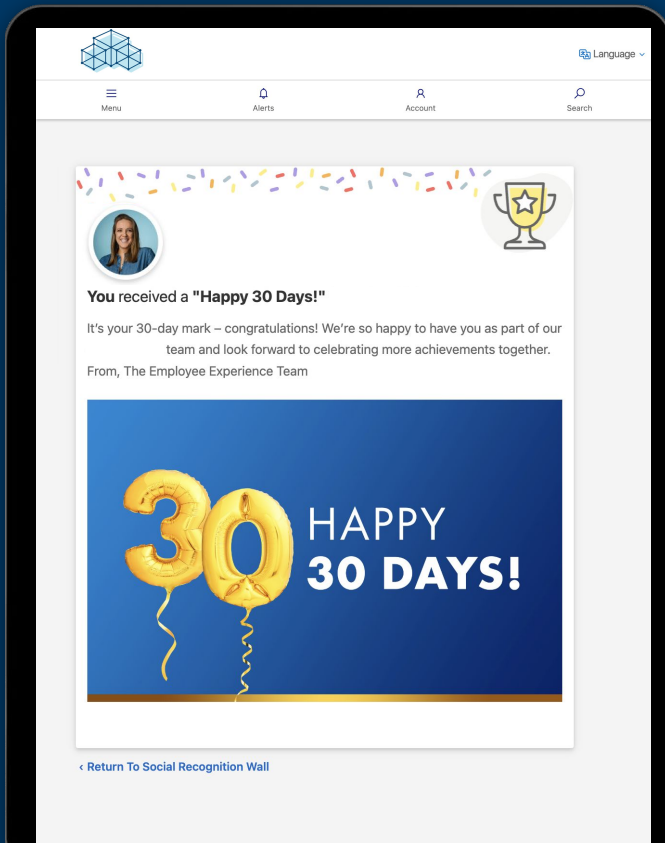 Language
Menu
Alerts
Account
Search
You received a "Happy 30 Days!"
It's your 30-day mark – congratulations! We're so happy to have you as part of our
team and look forward to celebrating more achievements together.
From, The Employee Experience Team
30
HAPPY
30 DAYS!
‹ Return To Social Recognition Wall